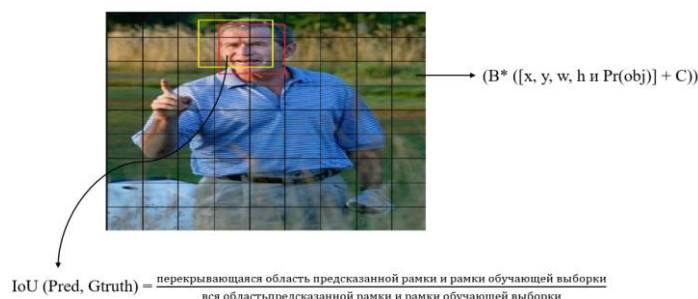 (B* ([x, y, w, h и Pr(obj)] + C))
IoU (Pred, Gtruth) = перекрывающаяся область предсказанной рамки и рамки обучающей выборки
вся областьпредсказанной рамки и рамки обучающей выборки